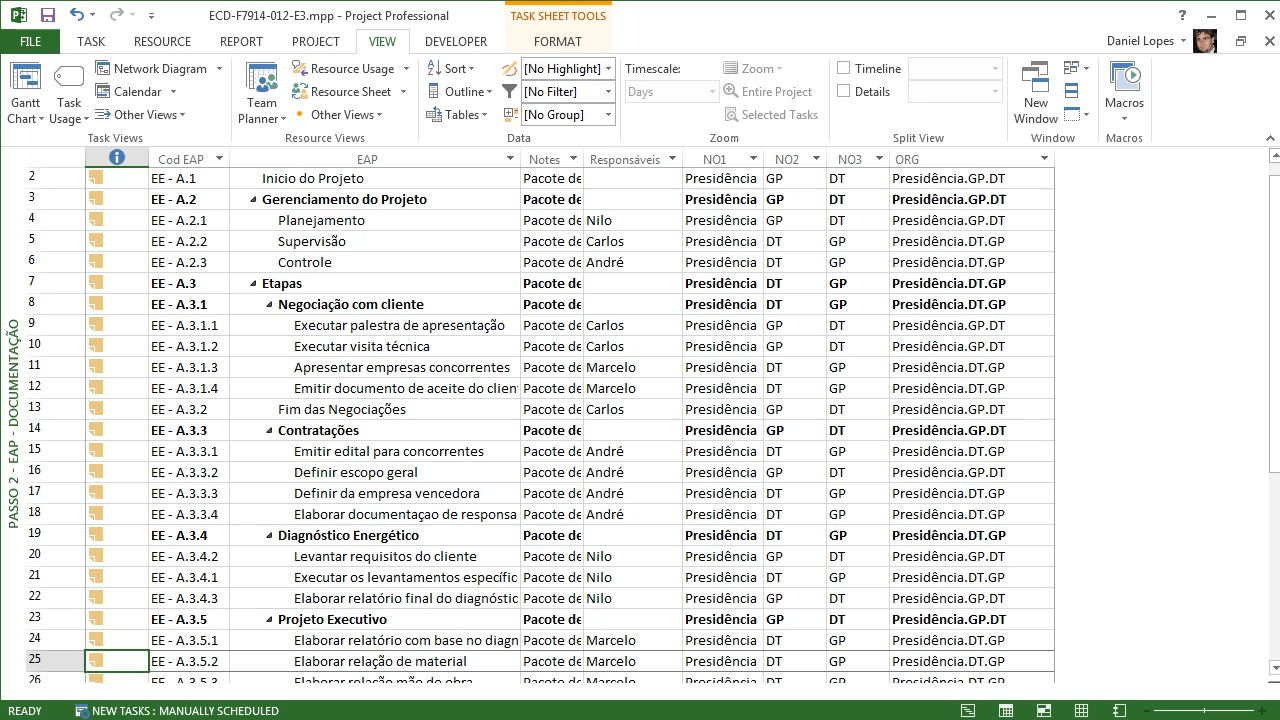 ECD-F7914-012-E3.mpp - Project Professional
TASK SHEET TOOLS
?
FILE TASK RESOURCE REPORT PROJECT VIEW DEVELOPER FORMAT
Daniel Lopes
Gantt Chart
Task Usage
Network Diagram
Calendar
Other Views
Task Views
Team Planner
Resource Usage
Resource Sheet
Other Views
Resource Views
Sort
Outline
Tables
[No Highlight]
[No Filter]
[No Group]
Data
Timescale:
Days
Zoom
Entire Project
Selected Tasks
Zoom
Timeline
Details
Split View
New Window
Window
Macros
Macros
Cod EAP EAP Notes Responsáveis NO1 NO2 NO3 ORG
2 EE - A.1 Inicio do Projeto Pacote de Presidência GP DT Presidência.GP.DT
3 EE - A.2 Gerenciamento do Projeto Pacote de Presidência GP DT Presidência.GP.DT
4 EE - A.2.1 Planejamento Pacote de Nilo Presidência GP DT Presidência.GP.DT
5 EE - A.2.2 Supervisão Pacote de Carlos Presidência DT GP Presidência.DT.GP
6 EE - A.2.3 Controle Pacote de André Presidência DT GP Presidência.DT.GP
7 EE - A.3 Etapas Pacote de Presidência DT GP Presidência.DT.GP
8 EE - A.3.1 Negociação com cliente Pacote de Presidência DT GP Presidência.DT.GP
9 EE - A.3.1.1 Executar palestra de apresentação Pacote de Carlos Presidência GP DT Presidência.GP.DT
10 EE - A.3.1.2 Executar visita técnica Pacote de Carlos Presidência GP DT Presidência.GP.DT
11 EE - A.3.1.3 Apresentar empresas concorrentes Pacote de Marcelo Presidência DT GP Presidência.DT.GP
12 EE - A.3.1.4 Emitir documento de aceite do clien Pacote de Marcelo Presidência DT GP Presidência.DT.GP
13 EE - A.3.2 Fim das Negociações Pacote de Carlos Presidência GP DT Presidência.GP.DT
14 EE - A.3.3 Contratações Pacote de Presidência GP DT Presidência.GP.DT
15 EE - A.3.3.1 Emitir edital para concorrentes Pacote de André Presidência DT GP Presidência.DT.GP
16 EE - A.3.3.2 Definir escopo geral Pacote de André Presidência DT GP Presidência.DT.GP
17 EE - A.3.3.3 Definir da empresa vencedora Pacote de André Presidência DT GP Presidência.DT.GP
18 EE - A.3.3.4 Elaborar documentaçao de responsa Pacote de André Presidência DT GP Presidência.DT.GP
19 EE - A.3.4 Diagnóstico Energético Pacote de Presidência DT GP Presidência.DT.GP
20 EE - A.3.4.2 Levantar requisitos do cliente Pacote de Nilo Presidência GP DT Presidência.GP.DT
21 EE - A.3.4.1 Executar os levantamentos específic Pacote de Nilo Presidência DT GP Presidência.DT.GP
22 EE - A.3.4.3 Elaborar relatório final do diagnóstic Pacote de Nilo Presidência DT GP Presidência.DT.GP
23 EE - A.3.5 Projeto Executivo Pacote de Presidência GP DT Presidência.GP.DT
24 EE - A.3.5.1 Elaborar relatório com base no diagn Pacote de Marcelo Presidência DT GP Presidência.DT.GP
25 EE - A.3.5.2 Elaborar relação de material Pacote de Marcelo Presidência DT GP Presidência.DT.GP
26 EE - A.3.5.3 Elaborar relação mão de obra Pacote de Marcelo Presidência DT GP Presidência.DT.GP
PASSO 2 - EAP - DOCUMENTAÇÃO
READY NEW TASKS : MANUALLY SCHEDULED